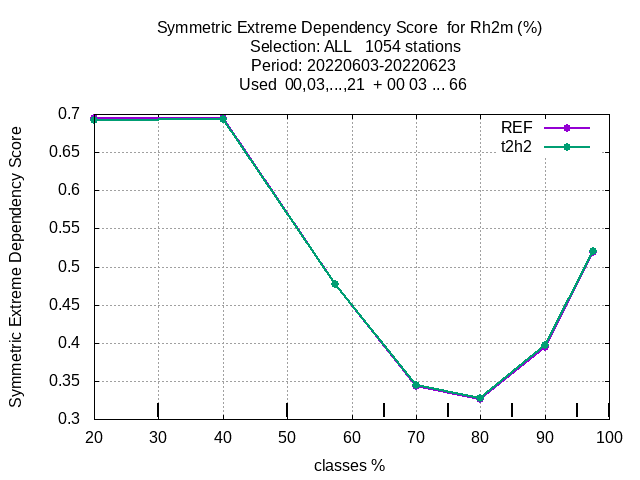 Symmetric Extreme Dependency Score  for Rh2m (%)
Selection: ALL   1054 stations
Period: 20220603-20220623
Used  00,03,...,21  + 00 03 ... 66
REF
t2h2
Symmetric Extreme Dependency Score
0.7
0.65
0.6
0.55
0.5
0.45
0.4
0.35
0.3
20 30 40 50 60 70 80 90 100
classes %